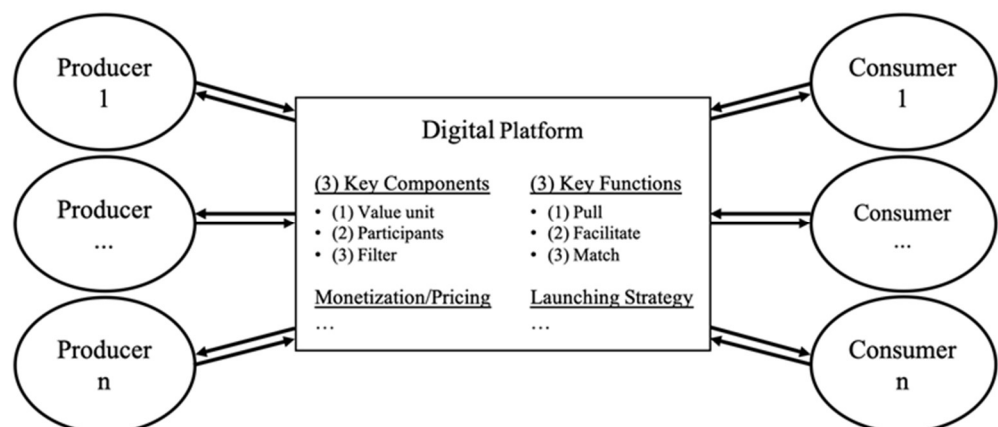 Producer
1
Producer
...
Producer
n
Digital Platform
(3) Key Components
• (1) Value unit
• (2) Participants
• (3) Filter
Monetization/Pricing
...
(3) Key Functions
• (1) Pull
• (2) Facilitate
• (3) Match
Launching Strategy
...
Consumer
1
Consumer
...
Consumer
n